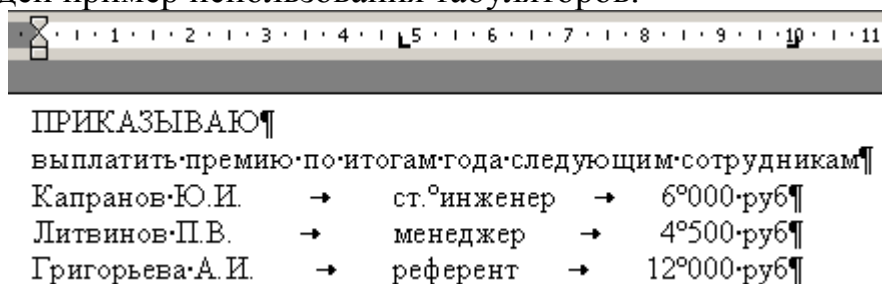 ден пример использования табуляторов.
1 2 3 4 5 6 7 8 9 10 11
ПРИКАЗЫВАЮ¶
выплатить·премию·по·итогам·года·следующим·сотрудникам¶
Капранов·Ю.И. → ст.°инженер → 6°000·руб¶
Литвинов·П.В. → менеджер → 4°500·руб¶
Григорьева·А.И. → референт → 12°000·руб¶